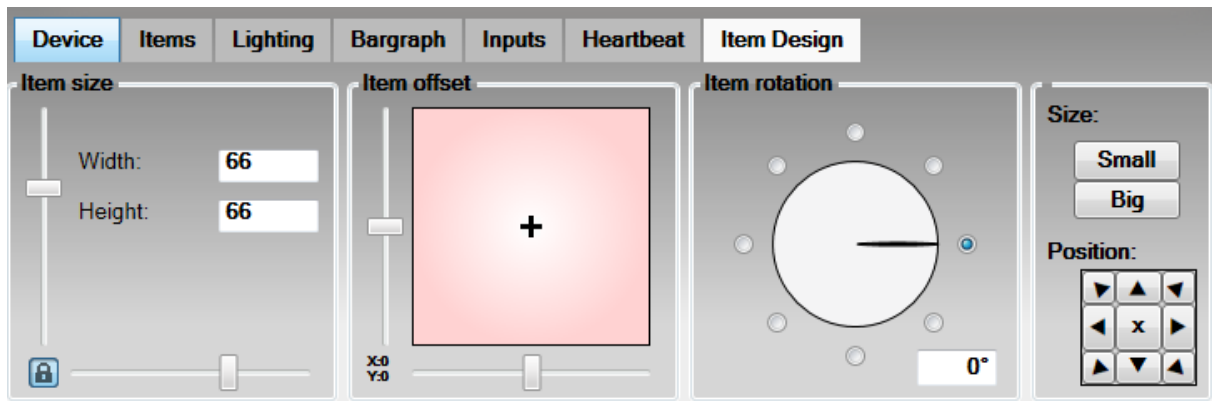 Device Items Lighting Bargraph Inputs Heartbeat Item Design
Item size
Width: 66
Height: 66
Item offset
X:0
Y:0
Item rotation
0°
Size:
Small
Big
Position:
x